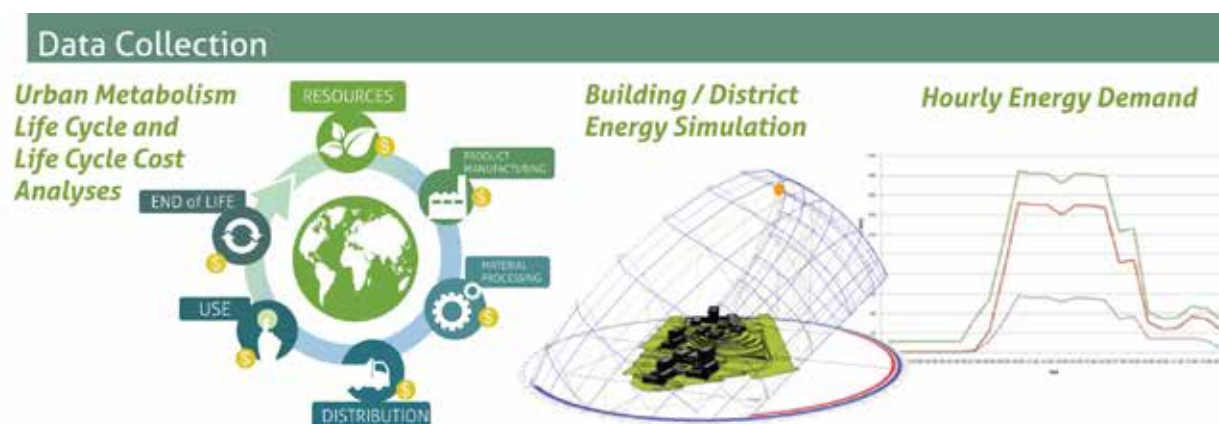 Data Collection
Urban Metabolism
Life Cycle and
Life Cycle Cost
Analyses
RESOURCES
$
PRODUCT
MANUFACTURING
$
MATERIAL
PROCESSING
$
DISTRIBUTION
$
USE
$
END of LIFE
$
Building / District
Energy Simulation
Hourly Energy Demand